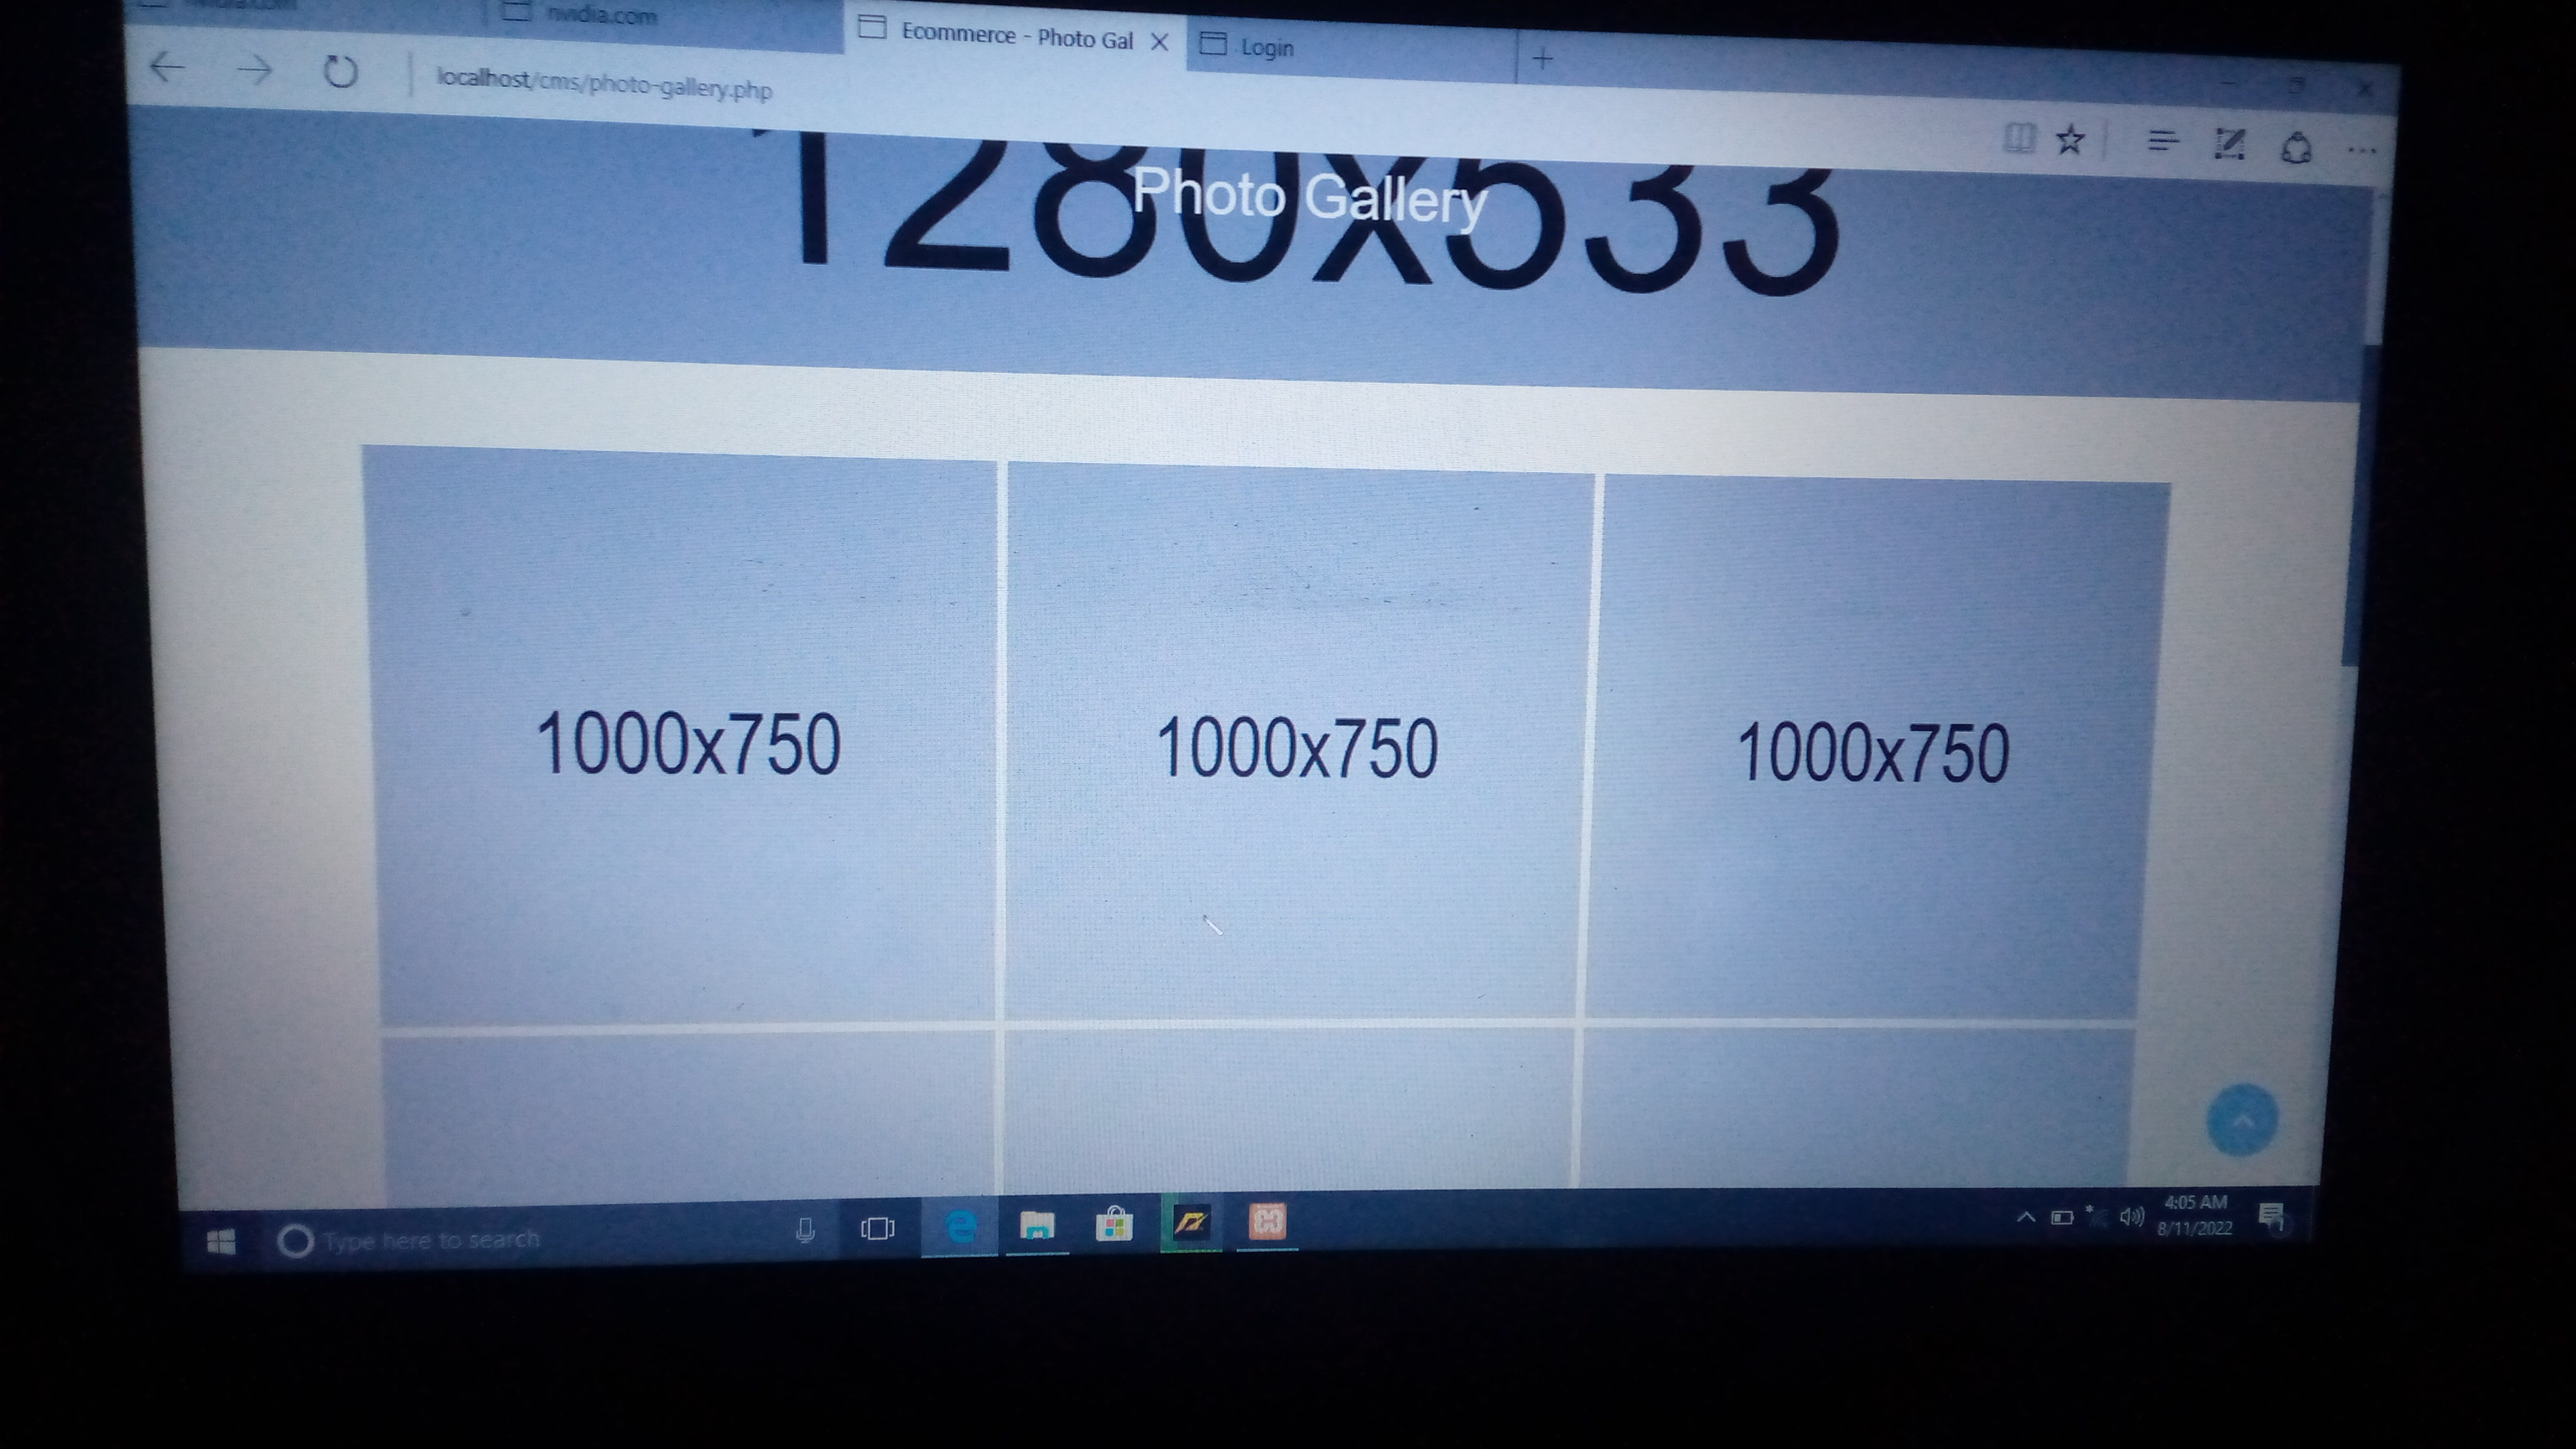 nvidia.com
Ecommerce - Photo Gal
Login
localhost/cms/photo-gallery.php
1280x533
Photo Gallery
1000x750
1000x750
1000x750
Type here to search
4:05 AM
8/11/2022